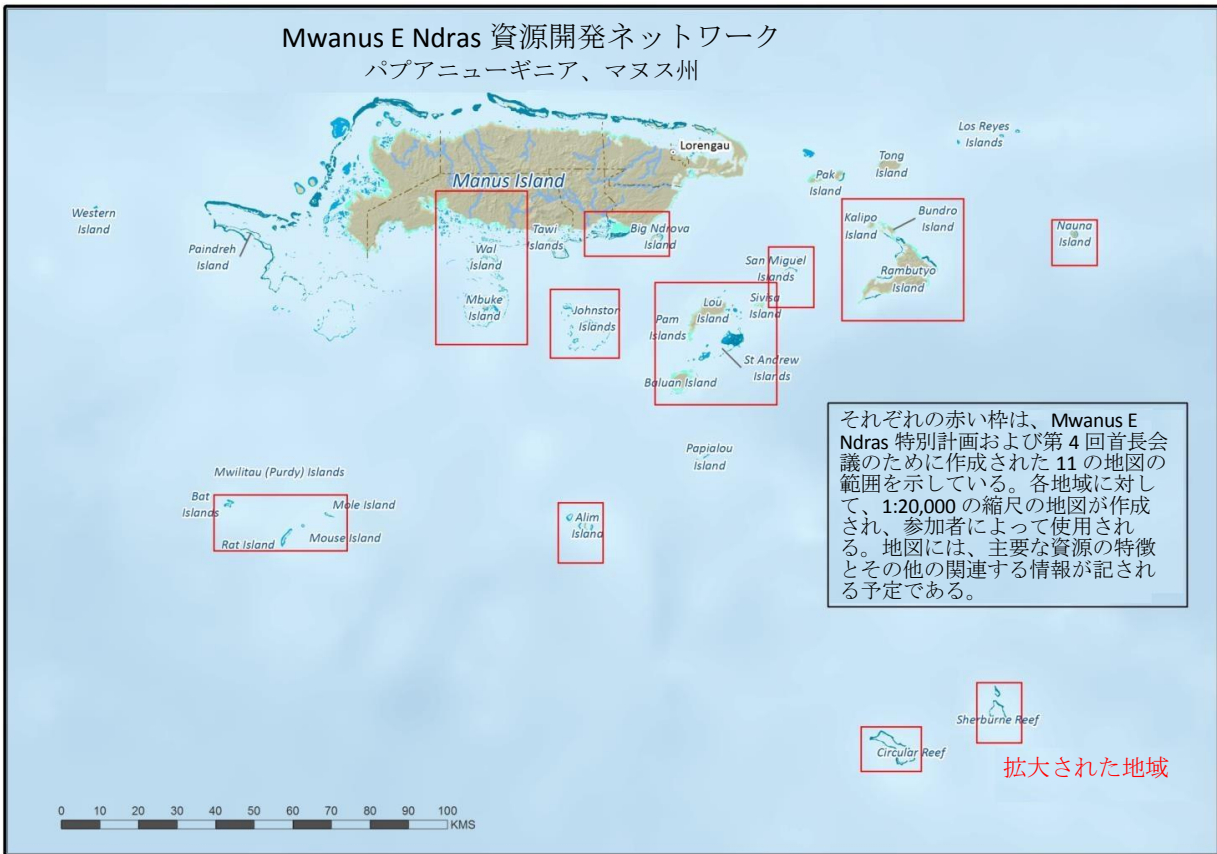 Mwanus E Ndras 資源開発ネットワーク
パプアニューギニア、マヌス州
Los Reyes
Islands
Lorengau
Tong
Island
Pak
Island
Manus Island
Western
Island
Paindreh
Island
Kalipo
Island
Bundro
Island
Nauna
Island
Tawi
Islands
Big Ndrova
Island
Wal
Island
San Miguel
Islands
Rambutyo
Island
Mbuke
Island
Johnston
Islands
Lou
Island
Sivisa
Island
Pam
Islands
St Andrew
Islands
Baluan Island
それぞれの赤い枠は、Mwanus E
Ndras 特別計画および第 4 回首長会
議のために作成された 11 の地図の
範囲を示している。各地域に対し
て、1:20,000 の縮尺の地図が作成
され、参加者によって使用され
る。地図には、主要な資源の特徴
とその他の関連する情報が記され
る予定である。
Papialou
Island
Mwilitau (Purdy) Islands
Bat
Islands
Mole Island
Rat Island
Mouse Island
Alim
Island
Sherburne Reef
Circular Reef
拡大された地域
0 10 20 30 40 50 60 70 80 90 100
KMS